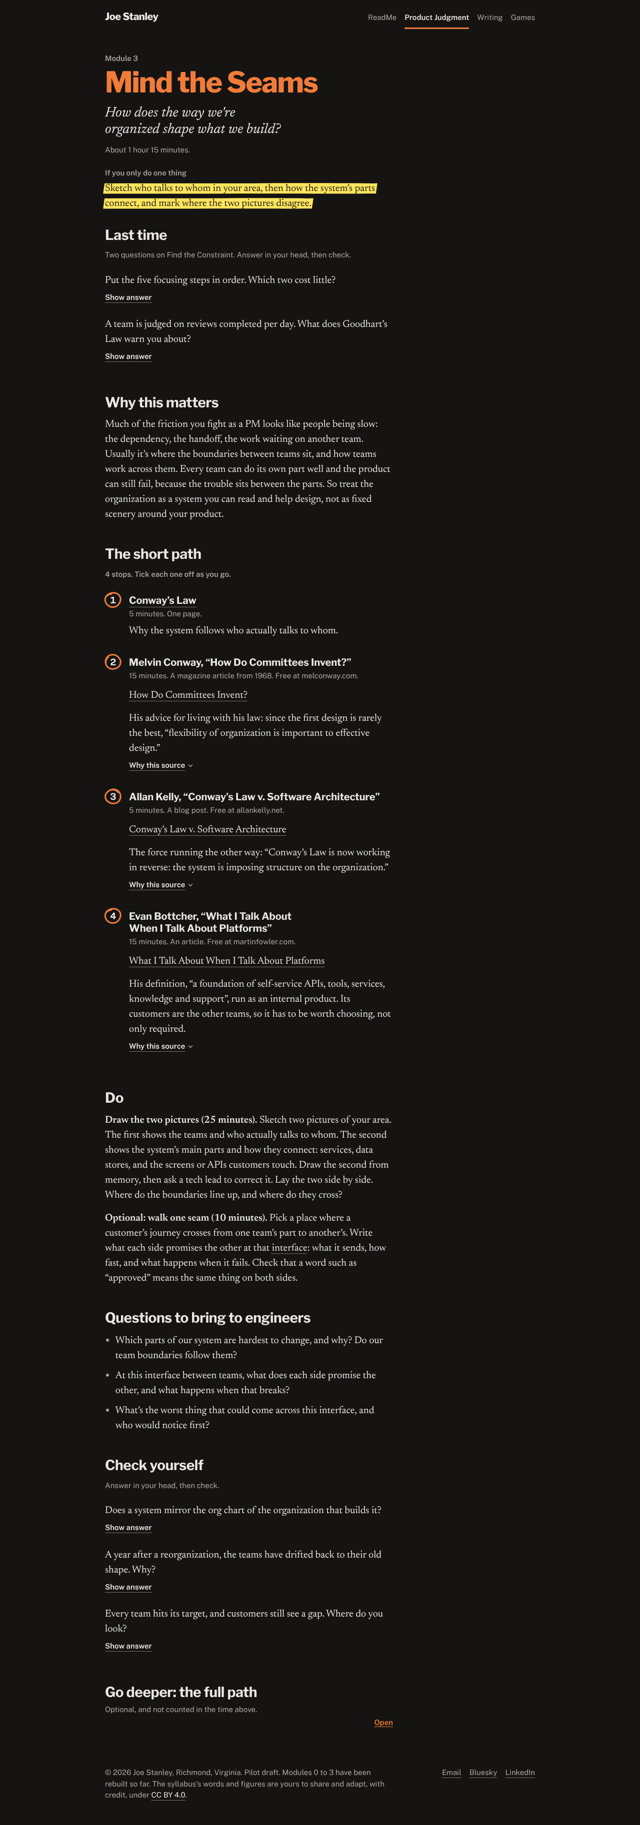 Joe Stanley
ReadMe Product Judgment Writing Games
Module 3
Mind the Seams
How does the way we're
organized shape what we build?
About 1 hour 15 minutes.
If you only do one thing
Sketch who talks to whom in your area, then how the system's parts
connect, and mark where the two pictures disagree.
Last time
Two questions on Find the Constraint. Answer in your head, then check.
Put the five focusing steps in order. Which two cost little?
Show answer
A team is judged on reviews completed per day. What does Goodhart's
Law warn you about?
Show answer
Why this matters
Much of the friction you fight as a PM looks like people being slow:
the dependency, the handoff, the work waiting on another team.
Usually it's where the boundaries between teams sit, and how teams
work across them. Every team can do its own part well and the product
can still fail, because the trouble sits between the parts. So treat the
organization as a system you can read and help design, not as fixed
scenery around your product.
The short path
4 stops. Tick each one off as you go.
1 Conway's Law
5 minutes. One page.
Why the system follows who actually talks to whom.
2 Melvin Conway, “How Do Committees Invent?”
15 minutes. A magazine article from 1968. Free at melconway.com.
How Do Committees Invent?
His advice for living with his law: since the first design is rarely
the best, “flexibility of organization is important to effective
design.”
Why this source
3 Allan Kelly, “Conway's Law v. Software Architecture”
5 minutes. A blog post. Free at allankelly.net.
Conway's Law v. Software Architecture
The force running the other way: “Conway's Law is now working
in reverse: the system is imposing structure on the organization.”
Why this source
4 Evan Bottcher, “What I Talk About
When I Talk About Platforms”
15 minutes. An article. Free at martinfowler.com.
What I Talk About When I Talk About Platforms
His definition, “a foundation of self-service APIs, tools, services,
knowledge and support”, run as an internal product. Its
customers are the other teams, so it has to be worth choosing, not
only required.
Why this source
Do
Draw the two pictures (25 minutes). Sketch two pictures of your area.
The first shows the teams and who actually talks to whom. The second
shows the system's main parts and how they connect: services, data
stores, and the screens or APIs customers touch. Draw the second from
memory, then ask a tech lead to correct it. Lay the two side by side.
Where do the boundaries line up, and where do they cross?
Optional: walk one seam (10 minutes). Pick a place where a
customer's journey crosses from one team's part to another's. Write
what each side promises the other at that interface: what it sends, how
fast, and what happens when it fails. Check that a word such as
“approved” means the same thing on both sides.
Questions to bring to engineers
• Which parts of our system are hardest to change, and why? Do our
team boundaries follow them?
• At this interface between teams, what does each side promise the
other, and what happens when that breaks?
• What's the worst thing that could come across this interface, and
who would notice first?
Check yourself
Answer in your head, then check.
Does a system mirror the org chart of the organization that builds it?
Show answer
A year after a reorganization, the teams have drifted back to their old
shape. Why?
Show answer
Every team hits its target, and customers still see a gap. Where do you
look?
Show answer
Go deeper: the full path
Optional, and not counted in the time above.
Open
© 2026 Joe Stanley, Richmond, Virginia. Pilot draft. Modules 0 to 3 have been
rebuilt so far. The syllabus's words and figures are yours to share and adapt, with
credit, under CC BY 4.0.
Email Bluesky LinkedIn